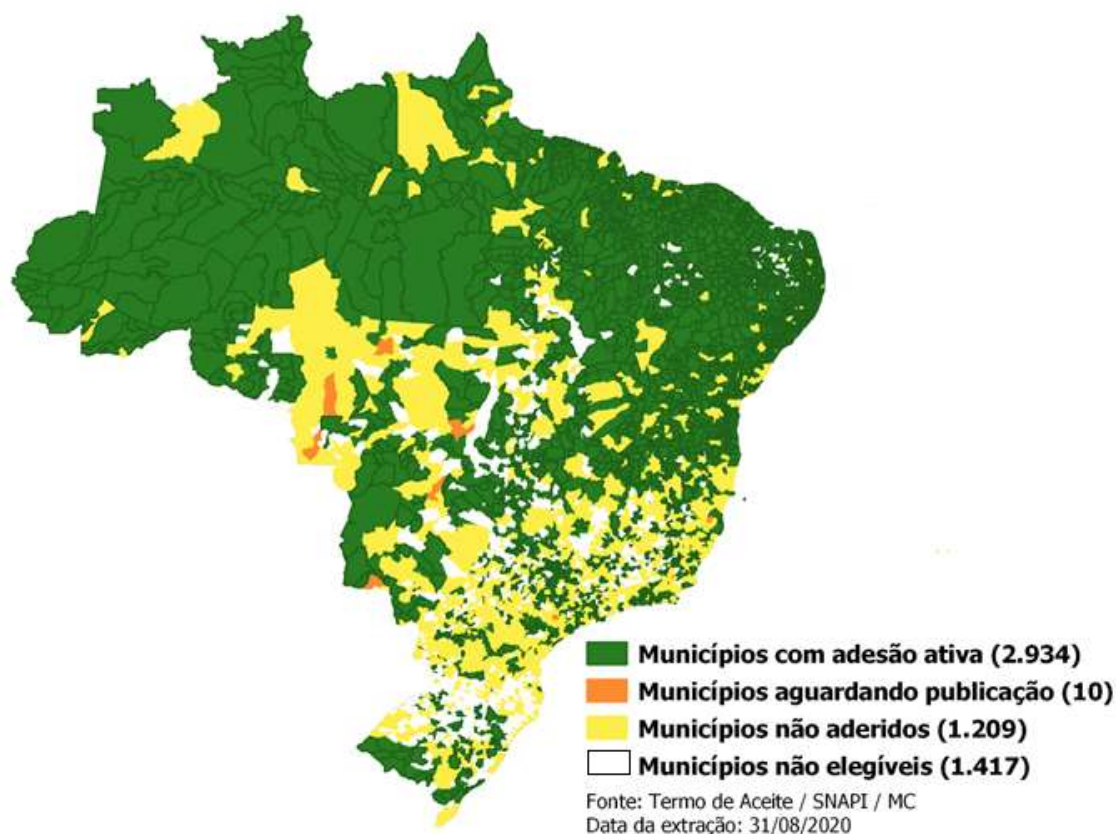 Municípios com adesão ativa (2.934)
Municípios aguardando publicação (10)
Municípios não aderidos (1.209)
Municípios não elegíveis (1.417)
Fonte: Termo de Aceite / SNAPI / MC
Data da extração: 31/08/2020